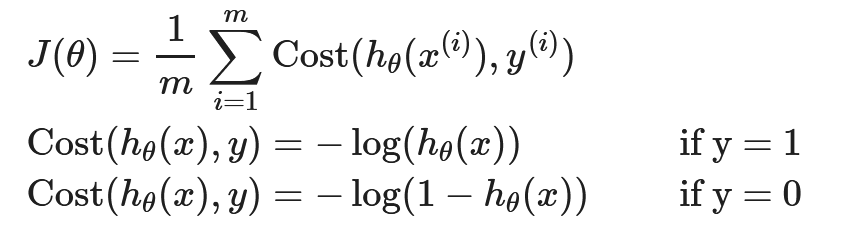 J(θ) = 1/m ∑_{i=1}^{m} Cost(h_θ(x^{(i)}), y^{(i)})
Cost(h_θ(x), y) = − log(h_θ(x)) if y = 1
Cost(h_θ(x), y) = − log(1 − h_θ(x)) if y = 0